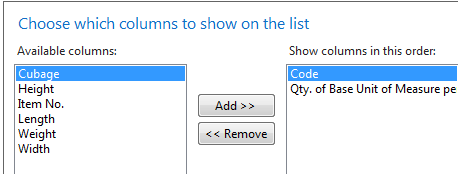 Choose which columns to show on the list
Available columns:
Cubage
Height
Item No.
Length
Weight
Width
Add >>
<< Remove
Show columns in this order:
Code
Qty. of Base Unit of Measure pe